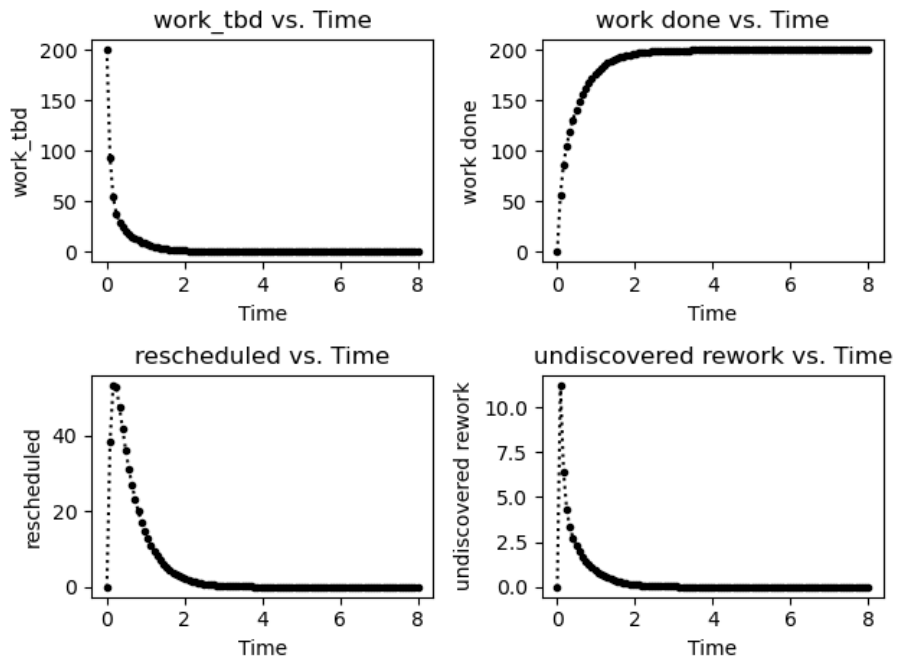 work_tbd vs. Time
work_tbd
200
150
100
50
0
0 2 4 6 8
Time
work done vs. Time
work done
200
150
100
50
0
0 2 4 6 8
Time
rescheduled vs. Time
rescheduled
40
20
0
0 2 4 6 8
Time
undiscovered rework vs. Time
undiscovered rework
10.0
7.5
5.0
2.5
0.0
0 2 4 6 8
Time